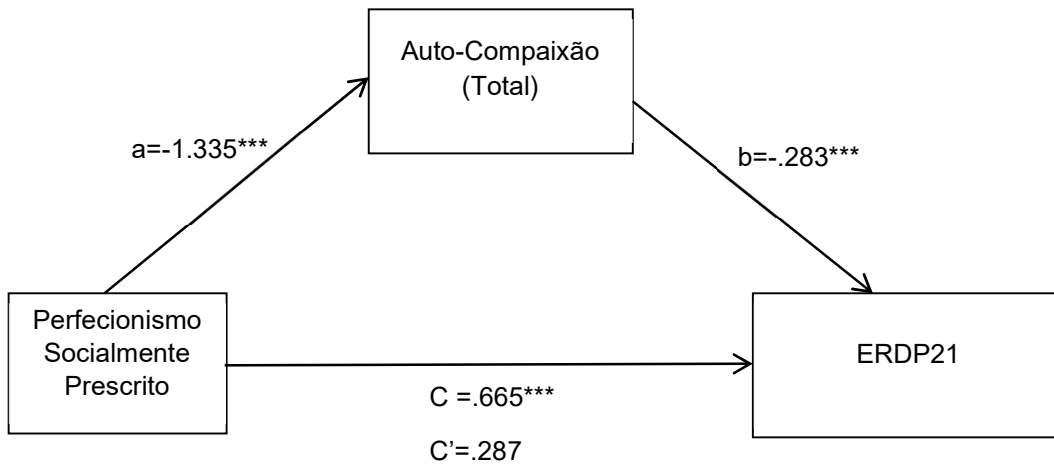 Auto-Compaixão
(Total)
a=-1.335***
b=-.283***
Perfecionismo
Socialmente
Prescrito
ERDP21
C =.665***
C’=.287